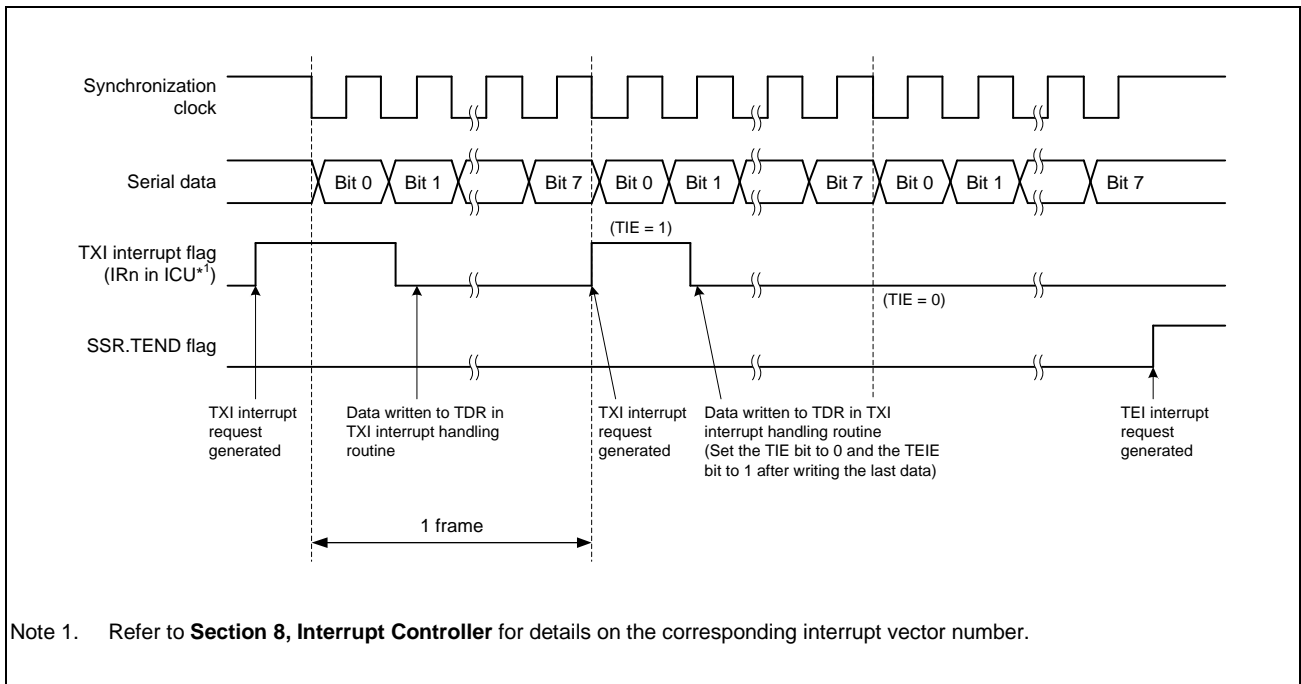 Synchronization
clock
Serial data
Bit 0 Bit 1 Bit 7 Bit 0 Bit 1 Bit 7 Bit 0 Bit 1 Bit 7
(TIE = 1)
TXI interrupt flag
(IRn in ICU*1)
(TIE = 0)
SSR.TEND flag
TXI interrupt
request
generated
Data written to TDR in
TXI interrupt handling
routine
TXI interrupt
request
generated
Data written to TDR in TXI
interrupt handling routine
(Set the TIE bit to 0 and the TEIE
bit to 1 after writing the last data)
TEI interrupt
request
generated
1 frame
Note 1. Refer to Section 8, Interrupt Controller for details on the corresponding interrupt vector number.